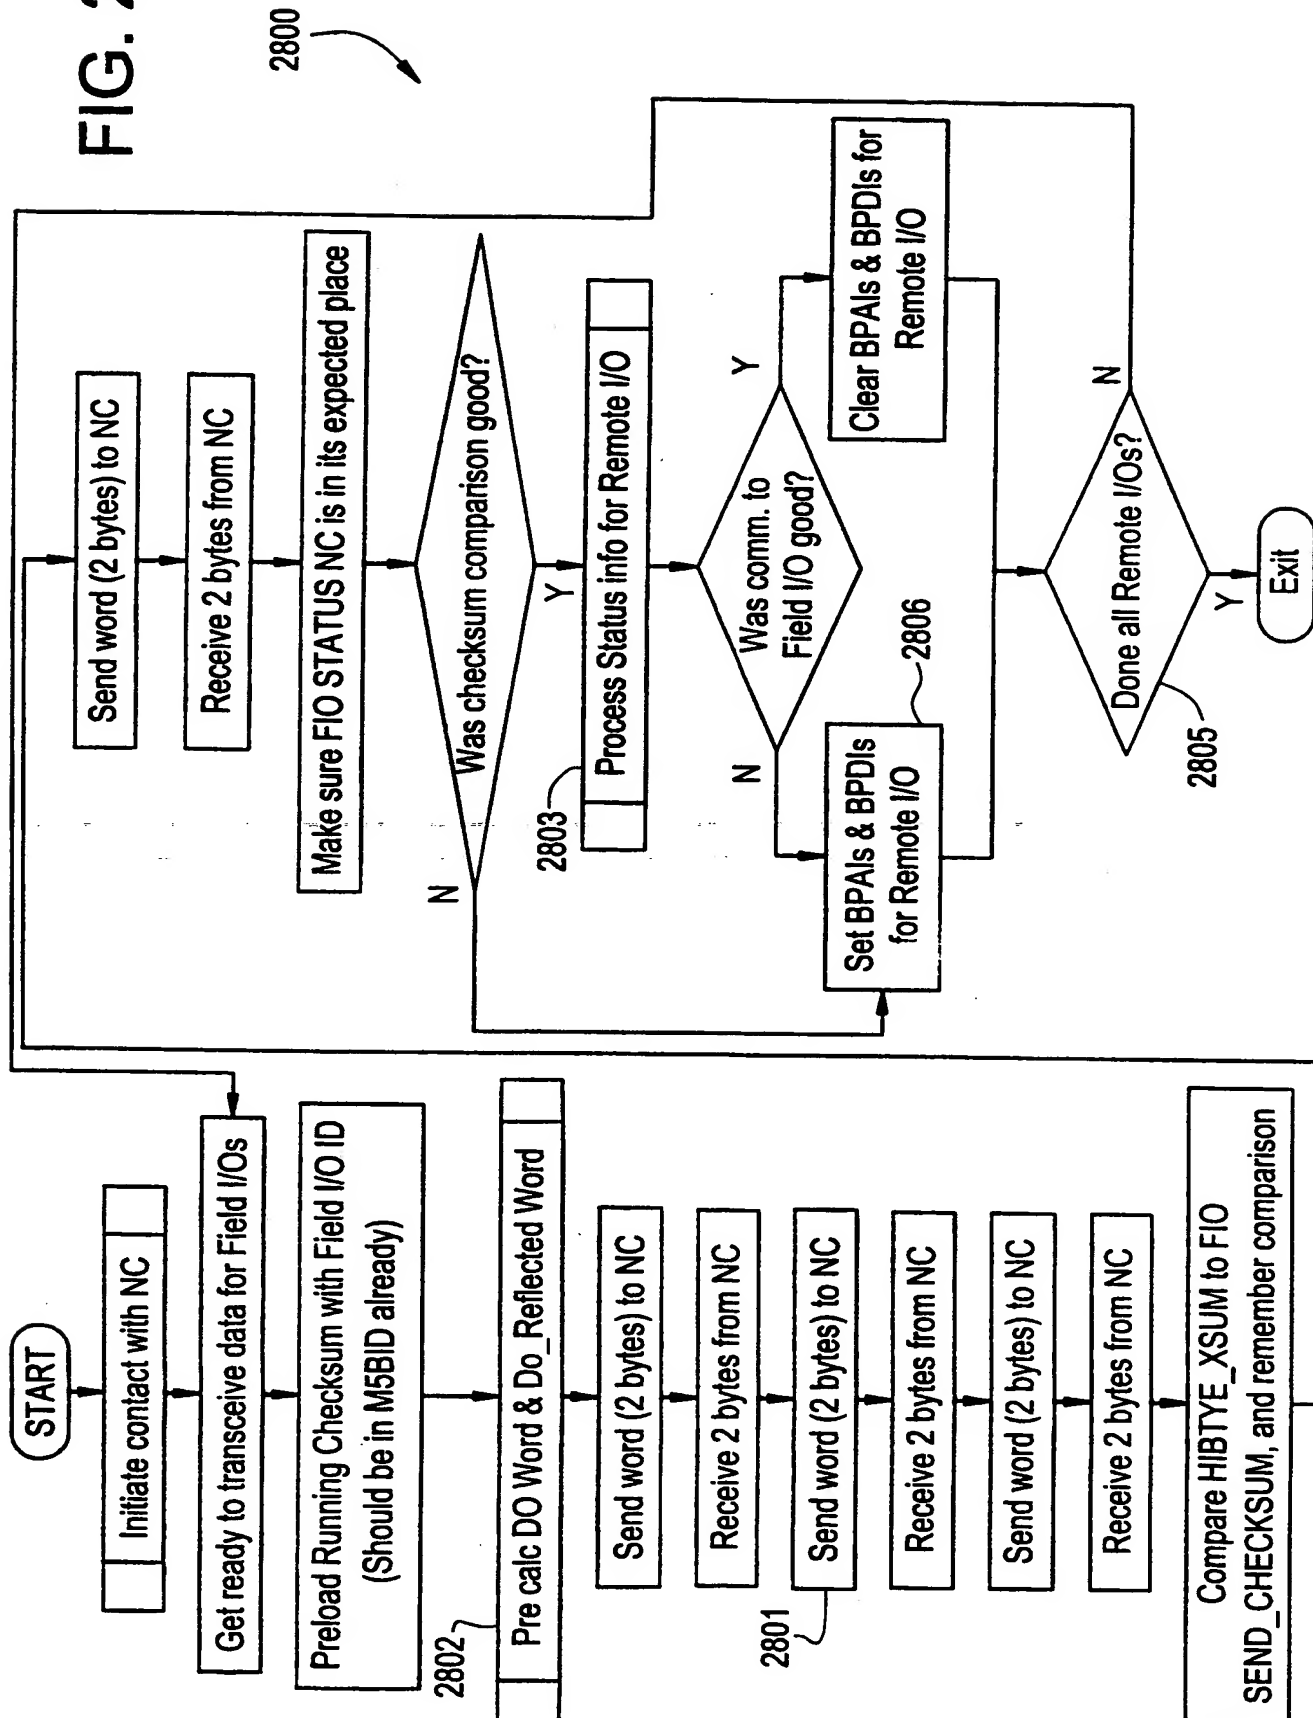 FIG. 2
2800
START
Initiate contact with NC
Get ready to transceive data for Field I/Os
Preload Running Checksum with Field I/O ID
(Should be in M5BID already)
2802
Pre calc DO Word & Do_Reflected Word
Send word (2 bytes) to NC
Receive 2 bytes from NC
2801
Send word (2 bytes) to NC
Receive 2 bytes from NC
Send word (2 bytes) to NC
Receive 2 bytes from NC
Compare HIBTYE_XSUM to FIO
SEND_CHECKSUM, and remember comparison
Send word (2 bytes) to NC
Receive 2 bytes from NC
Make sure FIO STATUS NC is in its expected place
Was checksum comparison good?
N
Y
2803
Process Status info for Remote I/O
Was comm. to
Field I/O good?
N
Y
Set BPAIs & BPDIs
for Remote I/O
2806
Clear BPAIs & BPDIs for
Remote I/O
Done all Remote I/Os?
N
2805
Y
Exit